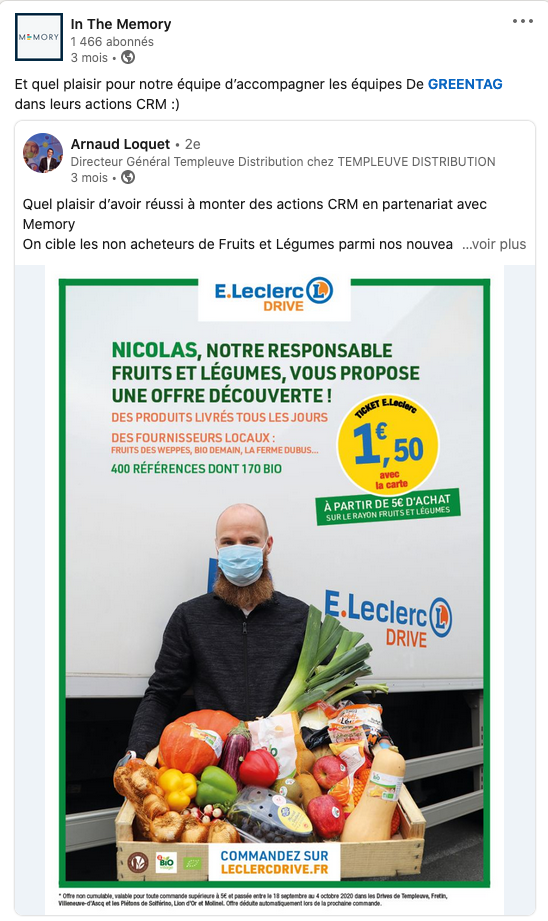 In The Memory
MEMORY
1 466 abonnés
3 mois •
Et quel plaisir pour notre équipe d’accompagner les équipes De GREENTAG
dans leurs actions CRM :)
Arnaud Loquet • 2e
Directeur Général Templeuve Distribution chez TEMPLEUVE DISTRIBUTION
3 mois •
Quel plaisir d’avoir réussi à monter des actions CRM en partenariat avec
Memory
On cible les non acheteurs de Fruits et Légumes parmi nos nouvea ...voir plus
E.Leclerc L
DRIVE
NICOLAS, NOTRE RESPONSABLE
FRUITS ET LÉGUMES, VOUS PROPOSE
UNE OFFRE DÉCOUVERTE !
DES PRODUITS LIVRÉS TOUS LES JOURS
DES FOURNISSEURS LOCAUX :
FRUITS DES WEPPES, BIO DEMAIN, LA FERME DUBUS...
400 RÉFÉRENCES DONT 170 BIO
TICKET E.Leclerc
1€,50
avec
la carte
À PARTIR DE 5€ D'ACHAT
SUR LE RAYON FRUITS ET LÉGUMES
E.Leclerc L
DRIVE
bio
BIO
COMMANDEZ SUR
LECLERCDRIVE.FR
* Offre non cumulable, valable pour toute commande supérieure à 5€ et passée entre le 18 septembre au 4 octobre 2020 dans les Drives de Templeuve, Fretin,
Villeneuve-d'Ascq et les Piétons de Solférino, Lion d'Or et Molinel. Offre déduite automatiquement lors de la prochaine commande.